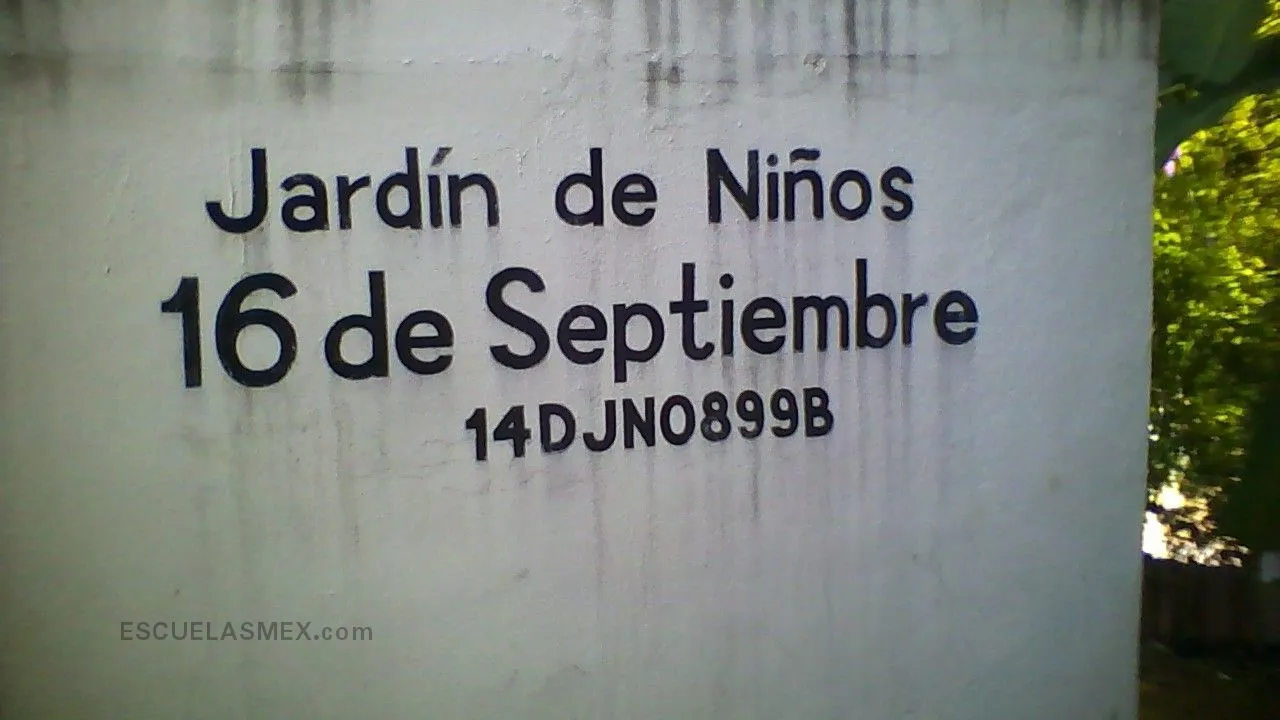 Jardín de Niños
16 de Septiembre
14DJN0899B
ESCUELASMEX.com